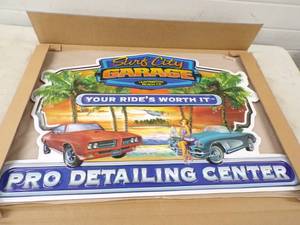 Surf City
GARAGE
YOUR RIDE'S WORTH IT
PRO DETAILING CENTER